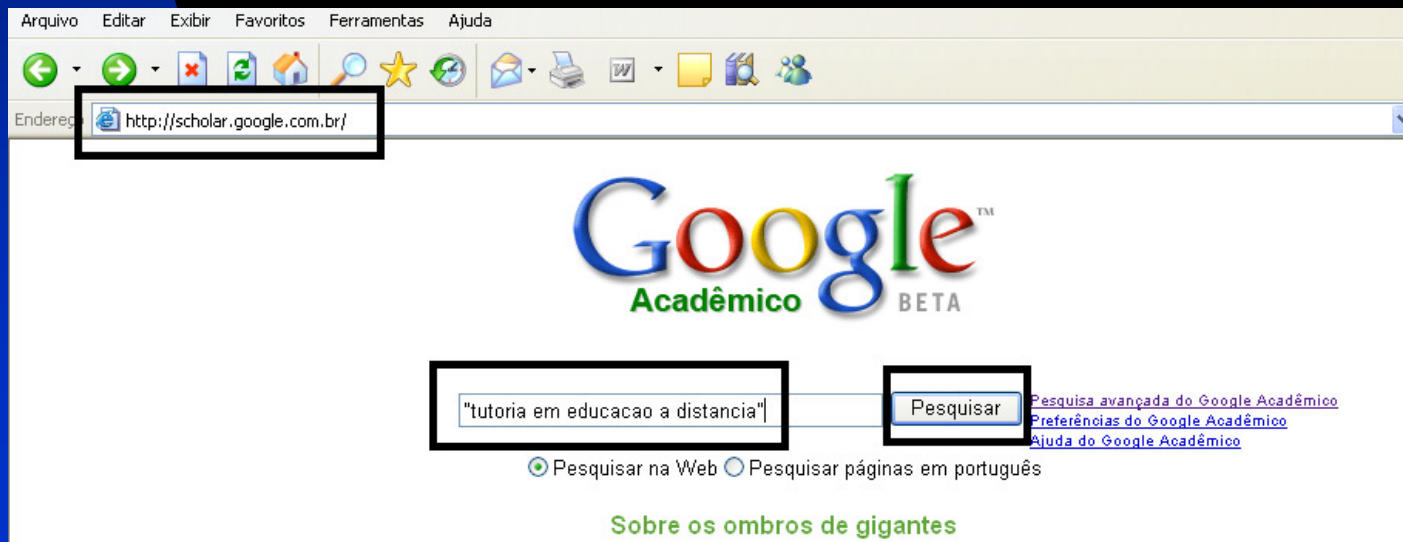 Arquivo Editar Exibir Favoritos Ferramentas Ajuda
Endereço http://scholar.google.com.br/
Google™
Acadêmico BETA
"tutoria em educacao a distancia" Pesquisar
Pesquisa avançada do Google Acadêmico
Preferências do Google Acadêmico
Ajuda do Google Acadêmico
Pesquisar na Web Pesquisar páginas em português
Sobre os ombros de gigantes